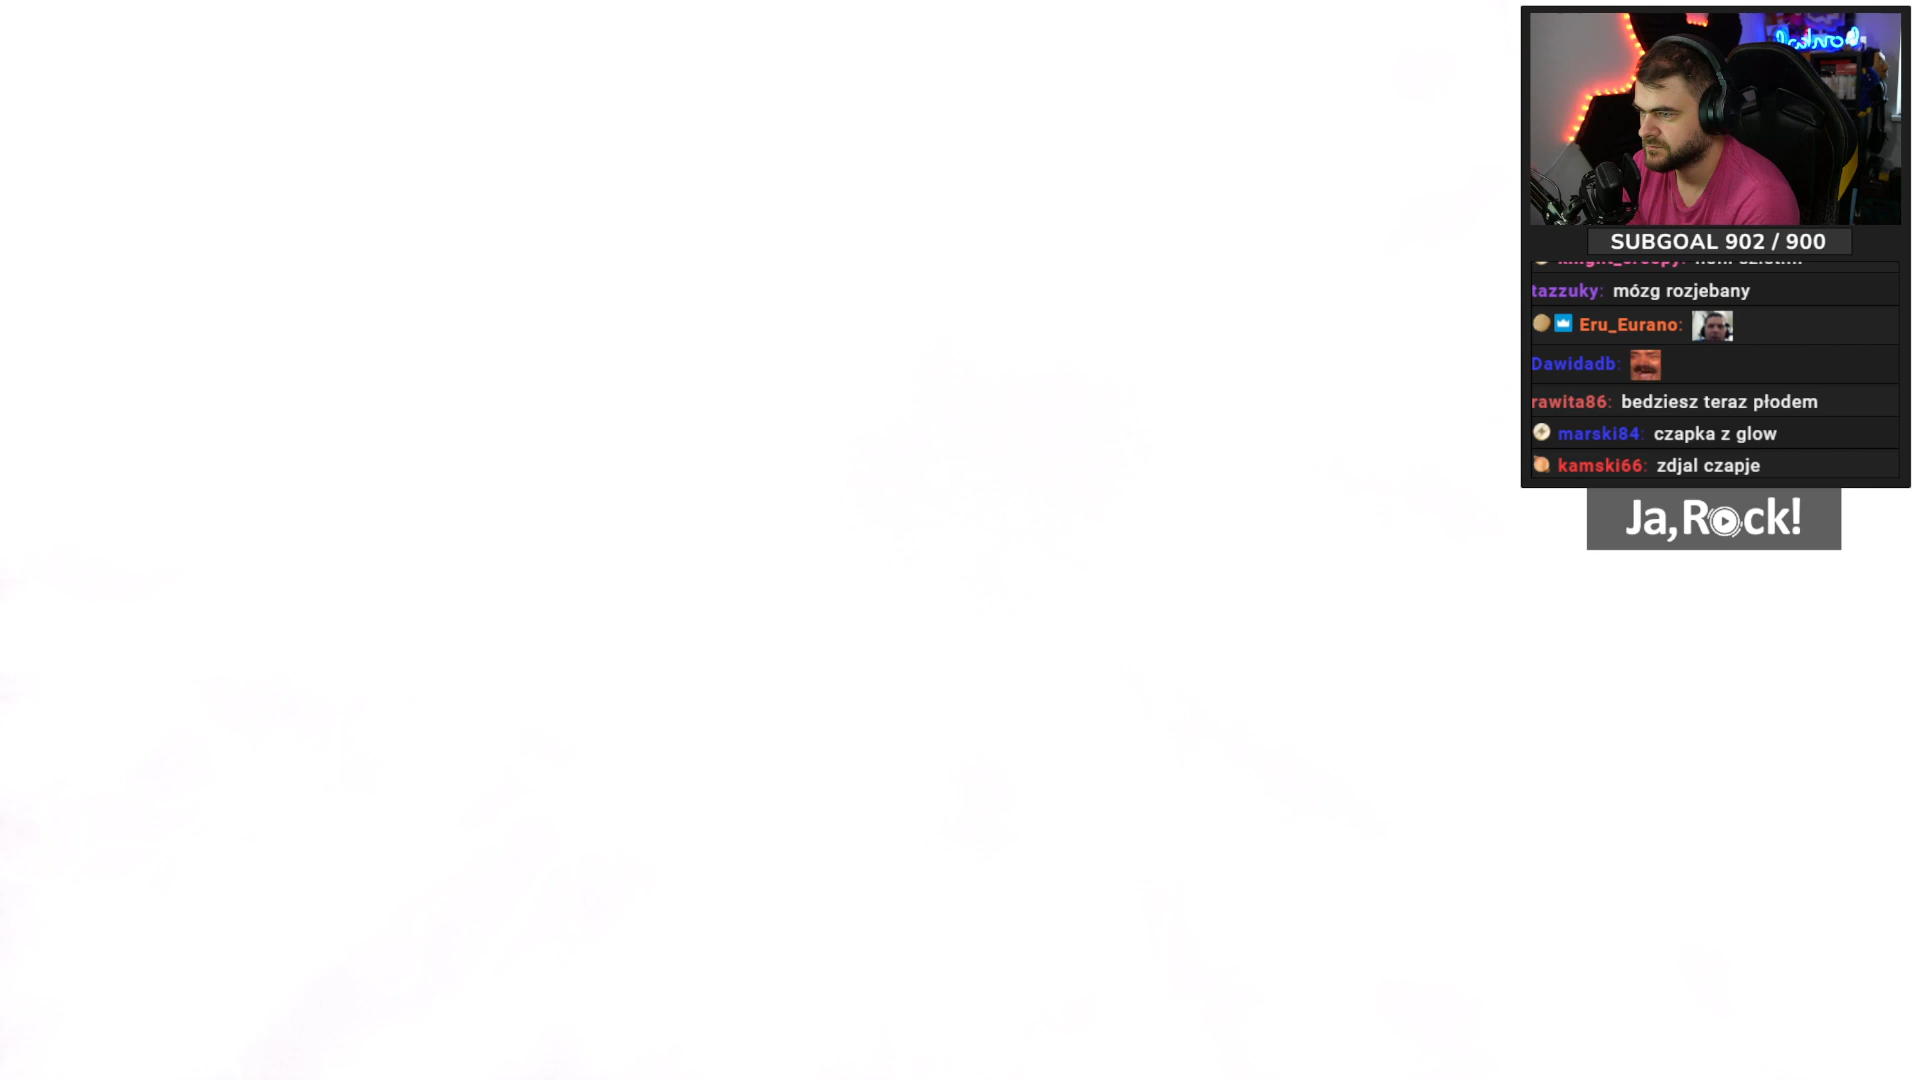 SUBGOAL 902 / 900
tazzuky: mózg rozjebany
Eru_Eurano:
Dawidadb:
rawita86: bedziesz teraz płodem
marski84: czapka z glow
kamski66: zdjal czapje
Ja,Rock!